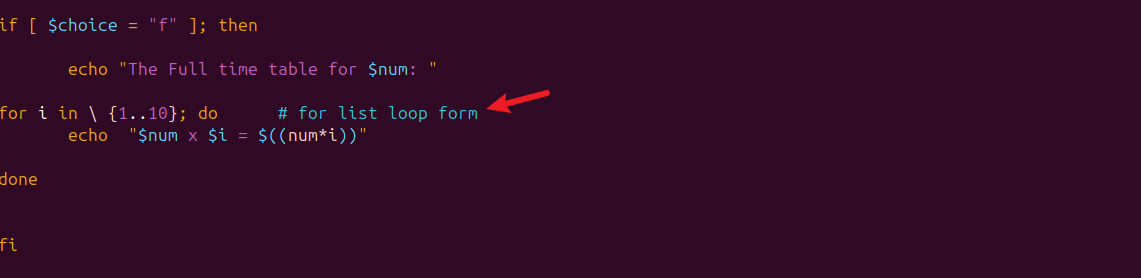 if [ $choice = "f" ]; then
echo "The Full time table for $num: "
for i in \ {1..10}; do # for list loop form
echo "$num x $i = $((num*i))"
done
fi